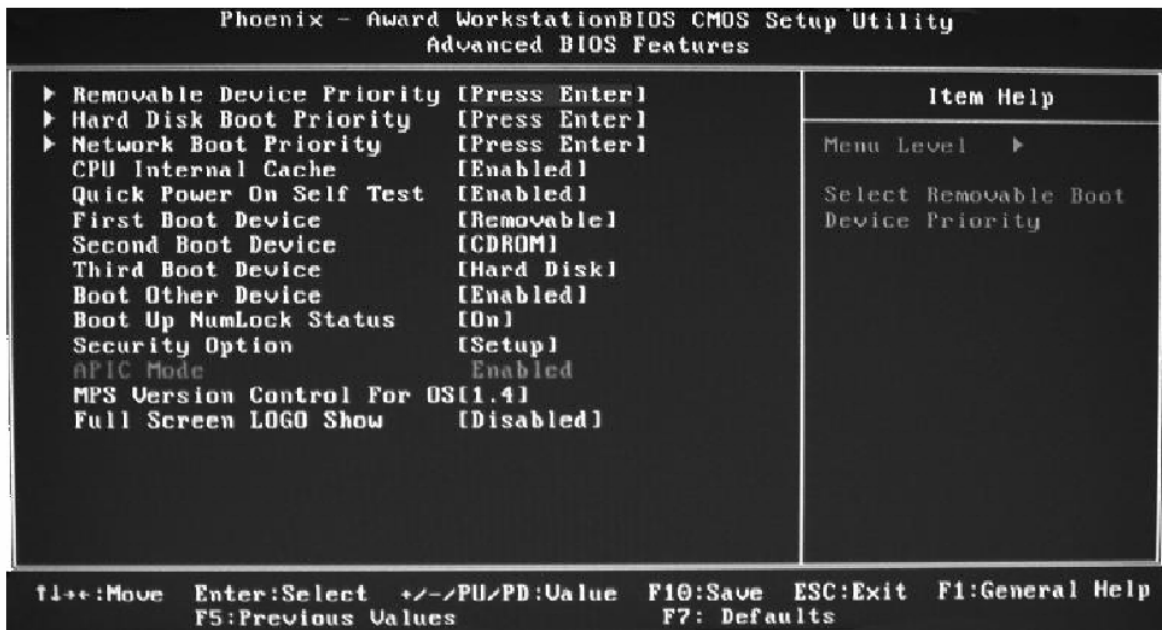 Phoenix - Award WorkstationBIOS CMOS Setup Utility
Advanced BIOS Features
▶ Removable Device Priority [Press Enter]
▶ Hard Disk Boot Priority [Press Enter]
▶ Network Boot Priority [Press Enter]
CPU Internal Cache [Enabled]
Quick Power On Self Test [Enabled]
First Boot Device [Removable]
Second Boot Device [CDROM]
Third Boot Device [Hard Disk]
Boot Other Device [Enabled]
Boot Up NumLock Status [On]
Security Option [Setup]
APIC Mode Enabled
MPS Version Control For OS[1.4]
Full Screen LOGO Show [Disabled]
Item Help
Menu Level ▶
Select Removable Boot
Device Priority
↑↓→←:Move Enter:Select +/-/PU/PD:Value F10:Save ESC:Exit F1:General Help
F5:Previous Values F7: Defaults